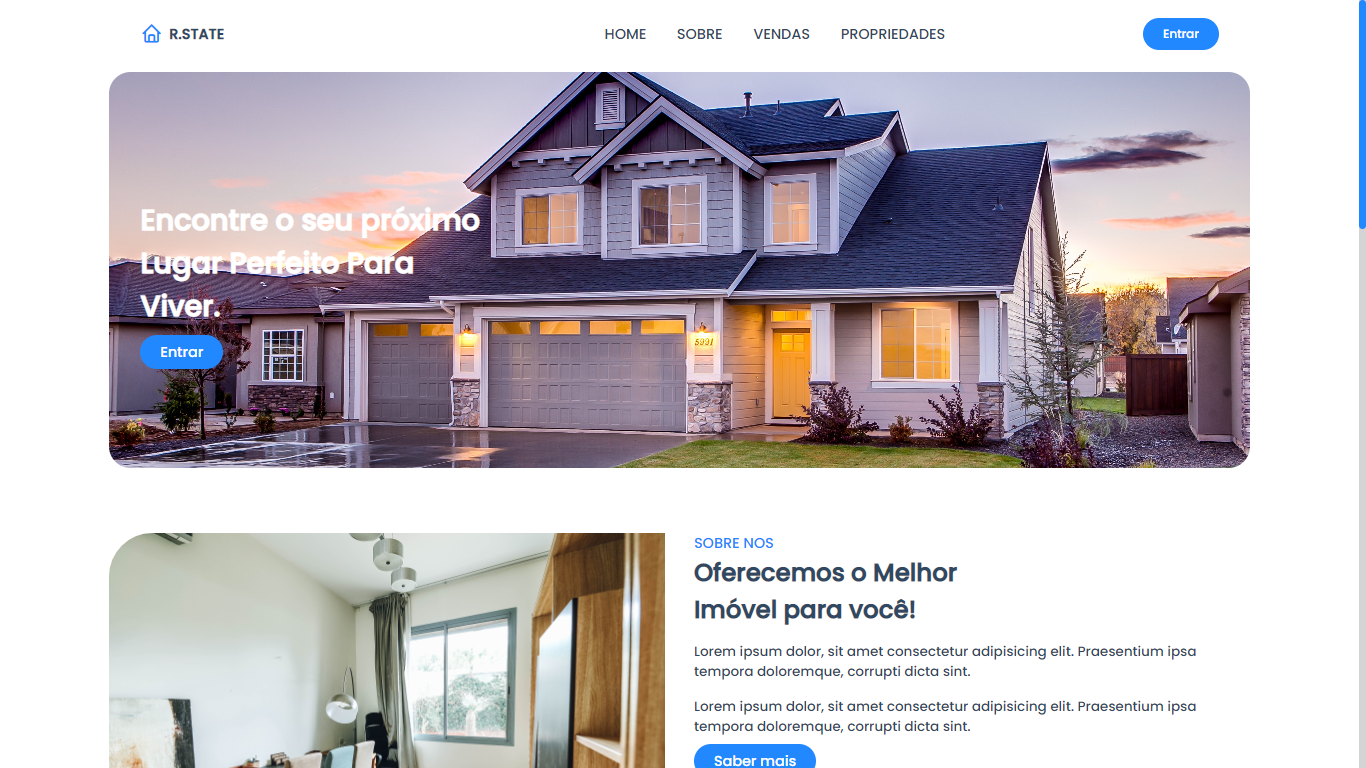 R.STATE
HOME SOBRE VENDAS PROPRIEDADES
Entrar
Encontre o seu próximo
Lugar Perfeito Para
Viver.
Entrar
5991
SOBRE NOS
Oferecemos o Melhor
Imóvel para você!
Lorem ipsum dolor, sit amet consectetur adipisicing elit. Praesentium ipsa
tempora doloremque, corrupti dicta sint.
Lorem ipsum dolor, sit amet consectetur adipisicing elit. Praesentium ipsa
tempora doloremque, corrupti dicta sint.
Saber mais